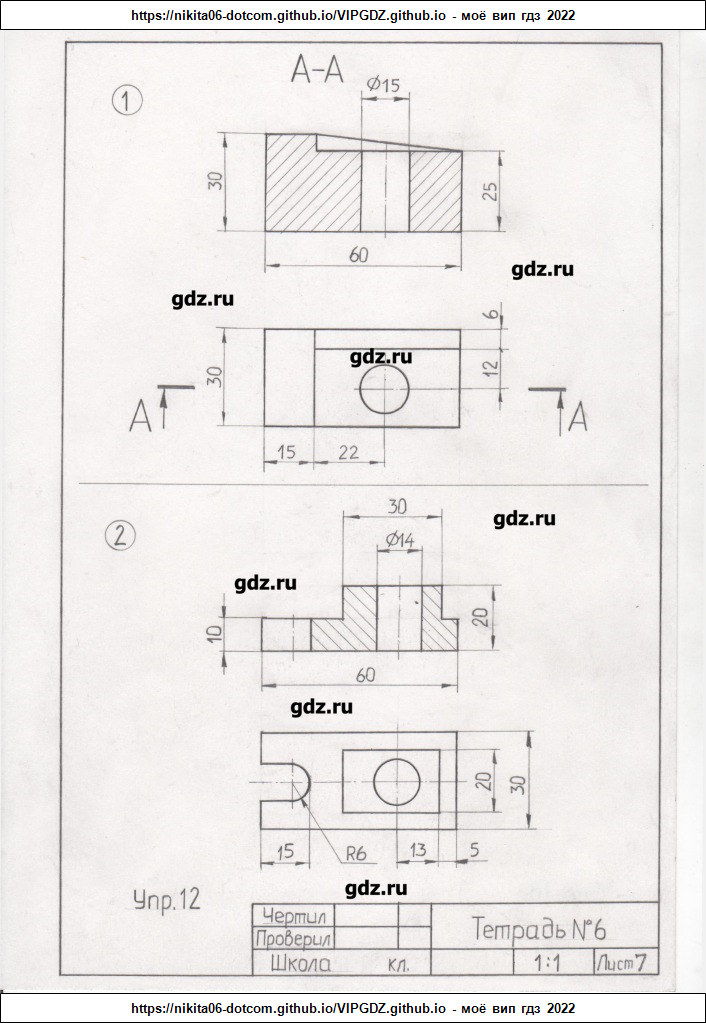 https://nikita06-dotcom.github.io/VIPGDZ.github.io - моё вип гдз 2022
А-А
1
Ø15
30
25
60
gdz.ru
gdz.ru
6
30
gdz.ru
12
А
А
15
22
gdz.ru
2
30
Ø14
gdz.ru
10
20
60
gdz.ru
20
30
15
R6
13
5
gdz.ru
Упр.12
Чертил
Проверил
Тетрадь №6
Школа кл.
1:1
Лист 7
https://nikita06-dotcom.github.io/VIPGDZ.github.io - моё вип гдз 2022